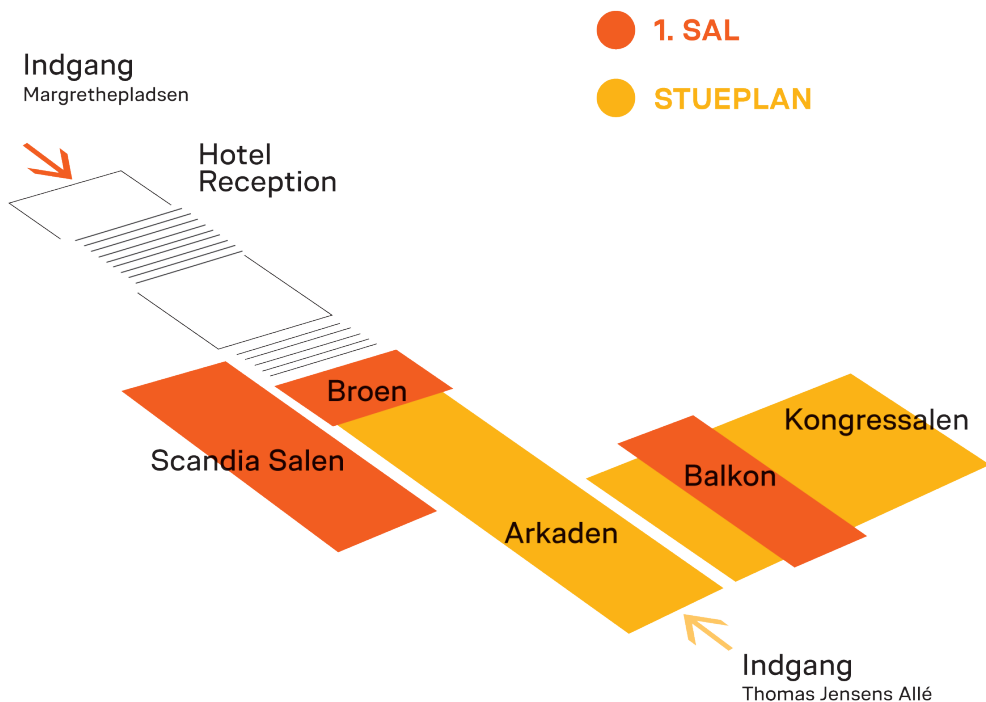 1. SAL
Indgang
Margrethepladsen
STUEPLAN
Hotel
Reception
Broen
Kongressalen
Scandia Salen
Balkon
Arkaden
Indgang
Thomas Jensens Allé